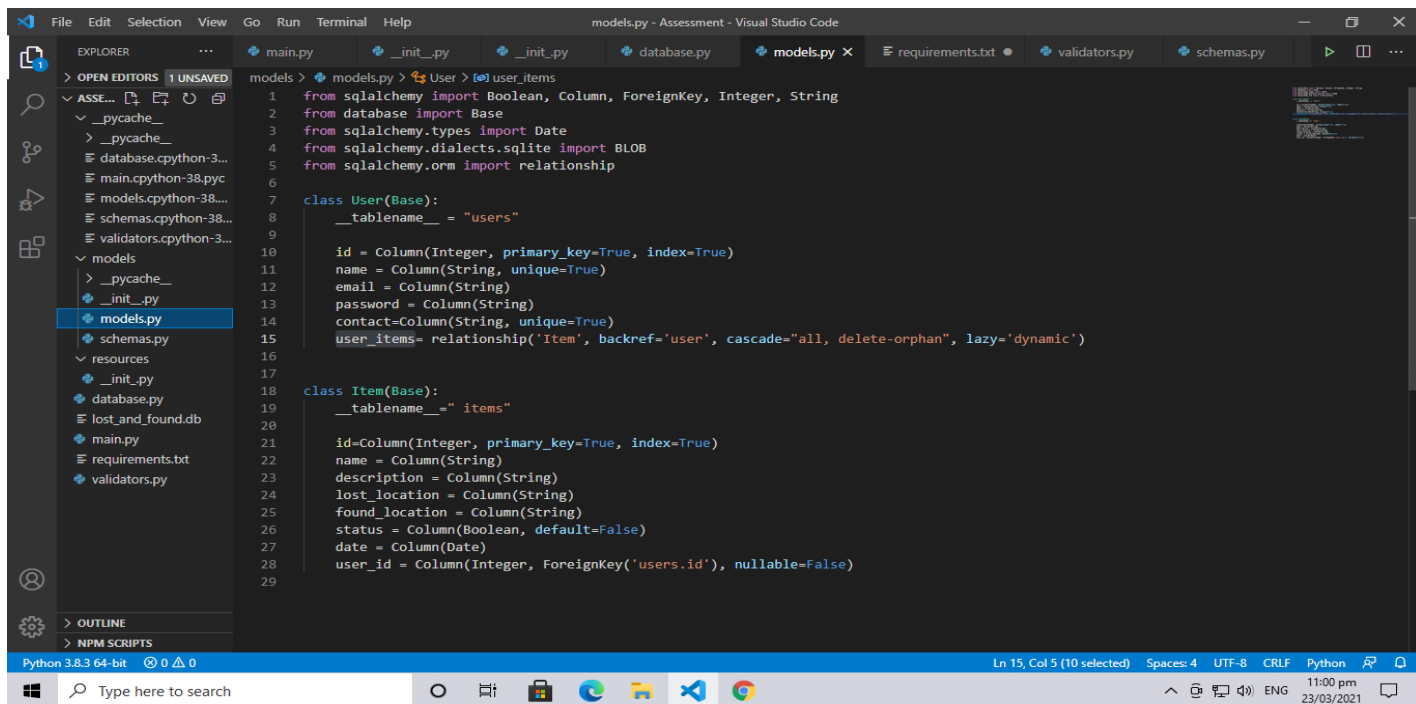 File Edit Selection View Go Run Terminal Help
models.py - Assessment - Visual Studio Code
EXPLORER
main.py
__init__.py
__init_.py
database.py
models.py
requirements.txt
validators.py
schemas.py
OPEN EDITORS 1 UNSAVED
models > models.py > User > user_items
ASSE...
__pycache__
__pycache__
database.cpython-3...
main.cpython-38.pyc
models.cpython-38....
schemas.cpython-38...
validators.cpython-3...
models
__pycache__
__init__.py
models.py
schemas.py
resources
__init_.py
database.py
lost_and_found.db
main.py
requirements.txt
validators.py
OUTLINE
NPM SCRIPTS
1 from sqlalchemy import Boolean, Column, ForeignKey, Integer, String
2 from database import Base
3 from sqlalchemy.types import Date
4 from sqlalchemy.dialects.sqlite import BLOB
5 from sqlalchemy.orm import relationship
6
7 class User(Base):
8 __tablename__ = "users"
9
10 id = Column(Integer, primary_key=True, index=True)
11 name = Column(String, unique=True)
12 email = Column(String)
13 password = Column(String)
14 contact=Column(String, unique=True)
15 user_items= relationship('Item', backref='user', cascade="all, delete-orphan", lazy='dynamic')
16
17
18 class Item(Base):
19 __tablename__=" items"
20
21 id=Column(Integer, primary_key=True, index=True)
22 name = Column(String)
23 description = Column(String)
24 lost_location = Column(String)
25 found_location = Column(String)
26 status = Column(Boolean, default=False)
27 date = Column(Date)
28 user_id = Column(Integer, ForeignKey('users.id'), nullable=False)
29
Python 3.8.3 64-bit 0 0
Ln 15, Col 5 (10 selected) Spaces: 4 UTF-8 CRLF Python
Type here to search
ENG
11:00 pm
23/03/2021